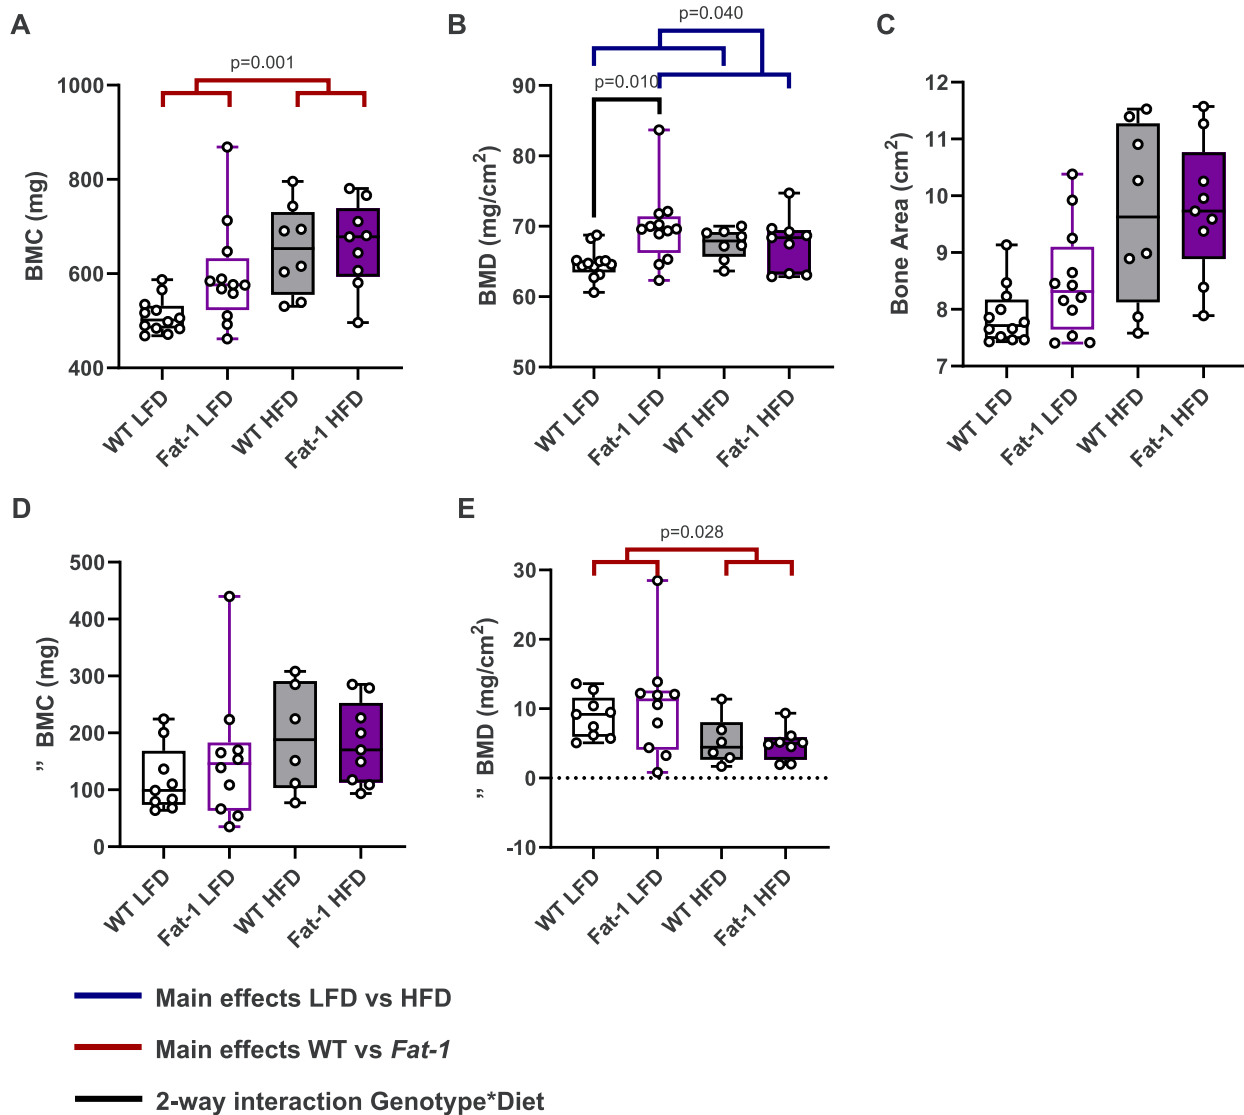 A
p=0.001
BMC (mg)
1000
800
600
400
WT LFD
Fat-1 LFD
WT HFD
Fat-1 HFD
B
p=0.040
p=0.010
BMD (mg/cm²)
90
80
70
60
50
WT LFD
Fat-1 LFD
WT HFD
Fat-1 HFD
C
Bone Area (cm²)
12
11
10
9
8
7
WT LFD
Fat-1 LFD
WT HFD
Fat-1 HFD
D
” BMC (mg)
500
400
300
200
100
0
WT LFD
Fat-1 LFD
WT HFD
Fat-1 HFD
E
p=0.028
” BMD (mg/cm²)
30
20
10
0
-10
WT LFD
Fat-1 LFD
WT HFD
Fat-1 HFD
Main effects LFD vs HFD
Main effects WT vs Fat-1
2-way interaction Genotype*Diet